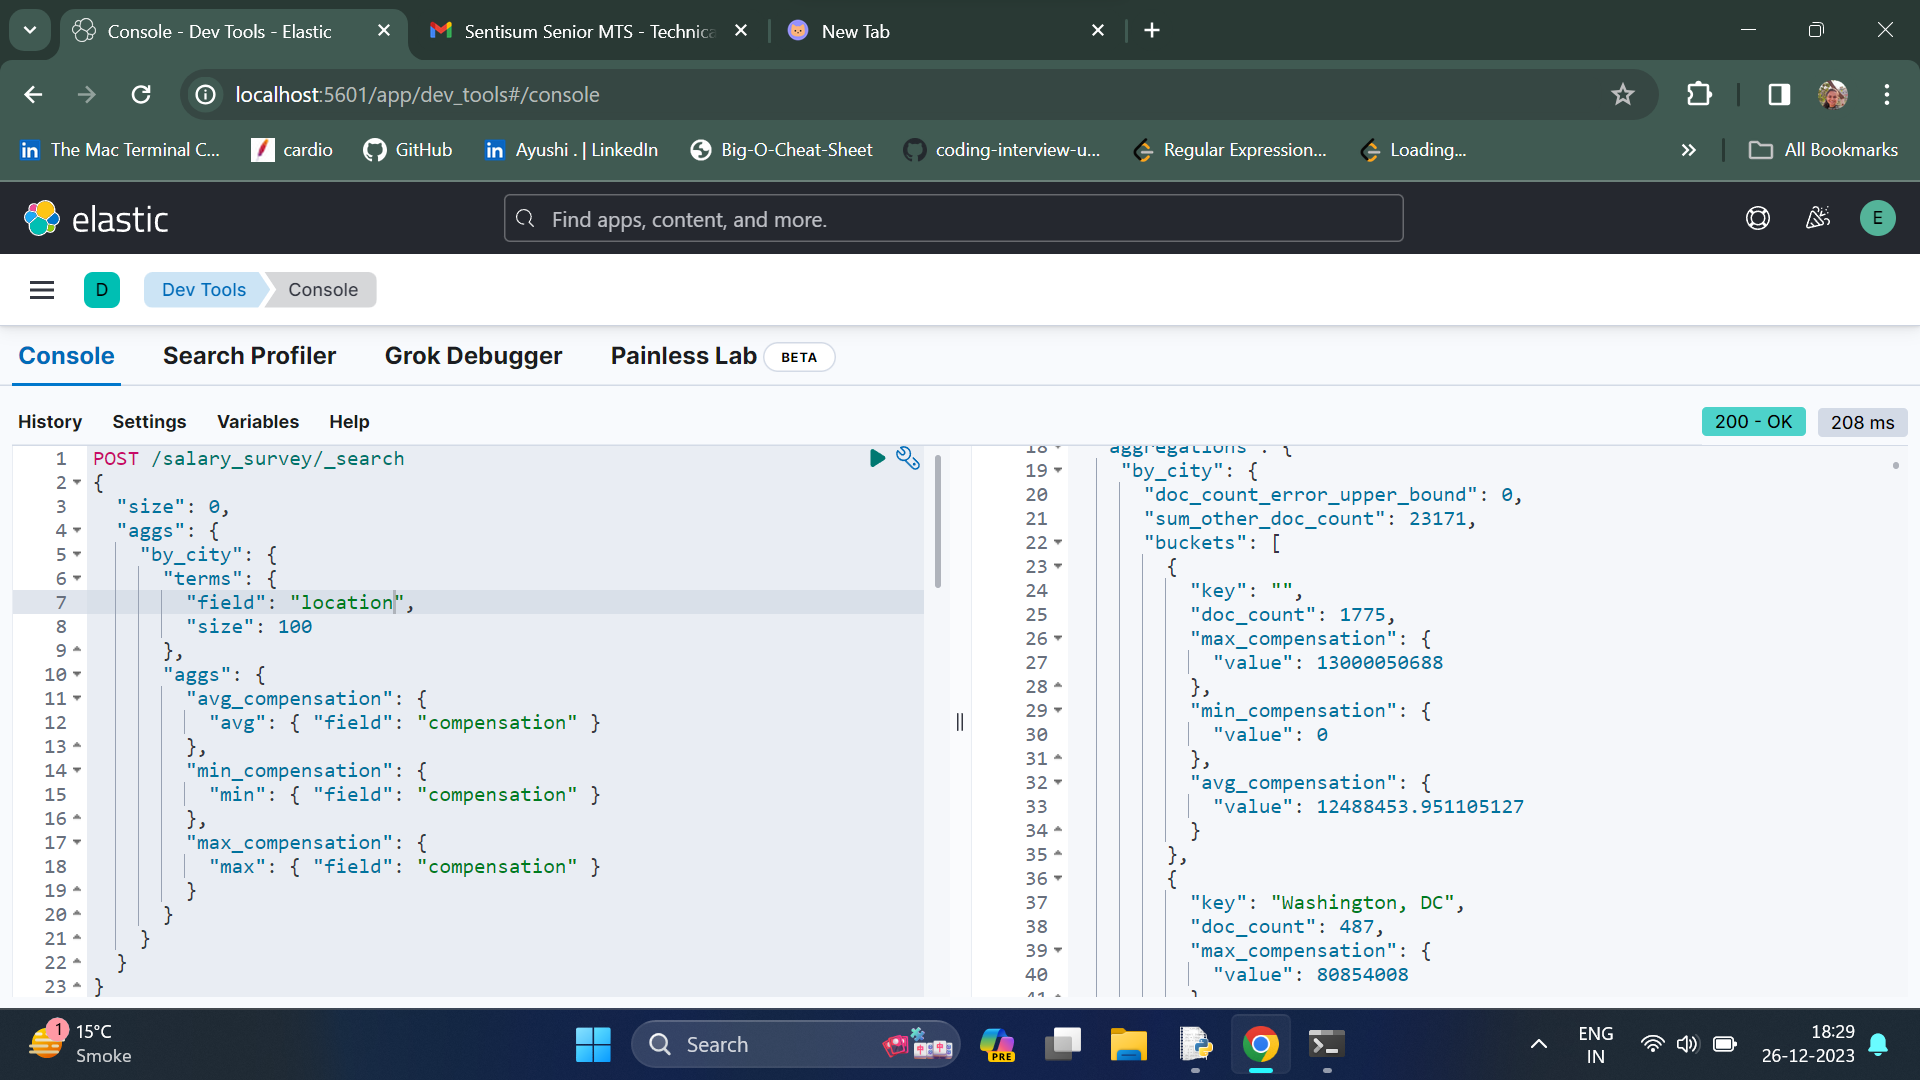 Console - Dev Tools - Elastic
Sentisum Senior MTS - Technica
New Tab
localhost:5601/app/dev_tools#/console
The Mac Terminal C...
cardio
GitHub
Ayushi . | LinkedIn
Big-O-Cheat-Sheet
coding-interview-u...
Regular Expression...
Loading...
All Bookmarks
elastic
Find apps, content, and more.
E
D
Dev Tools
Console
Console
Search Profiler
Grok Debugger
Painless Lab
BETA
History
Settings
Variables
Help
200 - OK
208 ms
1 POST /salary_survey/_search
2 {
3 "size": 0,
4 "aggs": {
5 "by_city": {
6 "terms": {
7 "field": "location",
8 "size": 100
9 },
10 "aggs": {
11 "avg_compensation": {
12 "avg": { "field": "compensation" }
13 },
14 "min_compensation": {
15 "min": { "field": "compensation" }
16 },
17 "max_compensation": {
18 "max": { "field": "compensation" }
19 }
20 }
21 }
22 }
23 }
18 "aggregations": {
19 "by_city": {
20 "doc_count_error_upper_bound": 0,
21 "sum_other_doc_count": 23171,
22 "buckets": [
23 {
24 "key": "",
25 "doc_count": 1775,
26 "max_compensation": {
27 "value": 13000050688
28 },
29 "min_compensation": {
30 "value": 0
31 },
32 "avg_compensation": {
33 "value": 12488453.951105127
34 }
35 },
36 {
37 "key": "Washington, DC",
38 "doc_count": 487,
39 "max_compensation": {
40 "value": 80854008
41 }
1
15°C
Smoke
Search
PRE
ENG
IN
18:29
26-12-2023